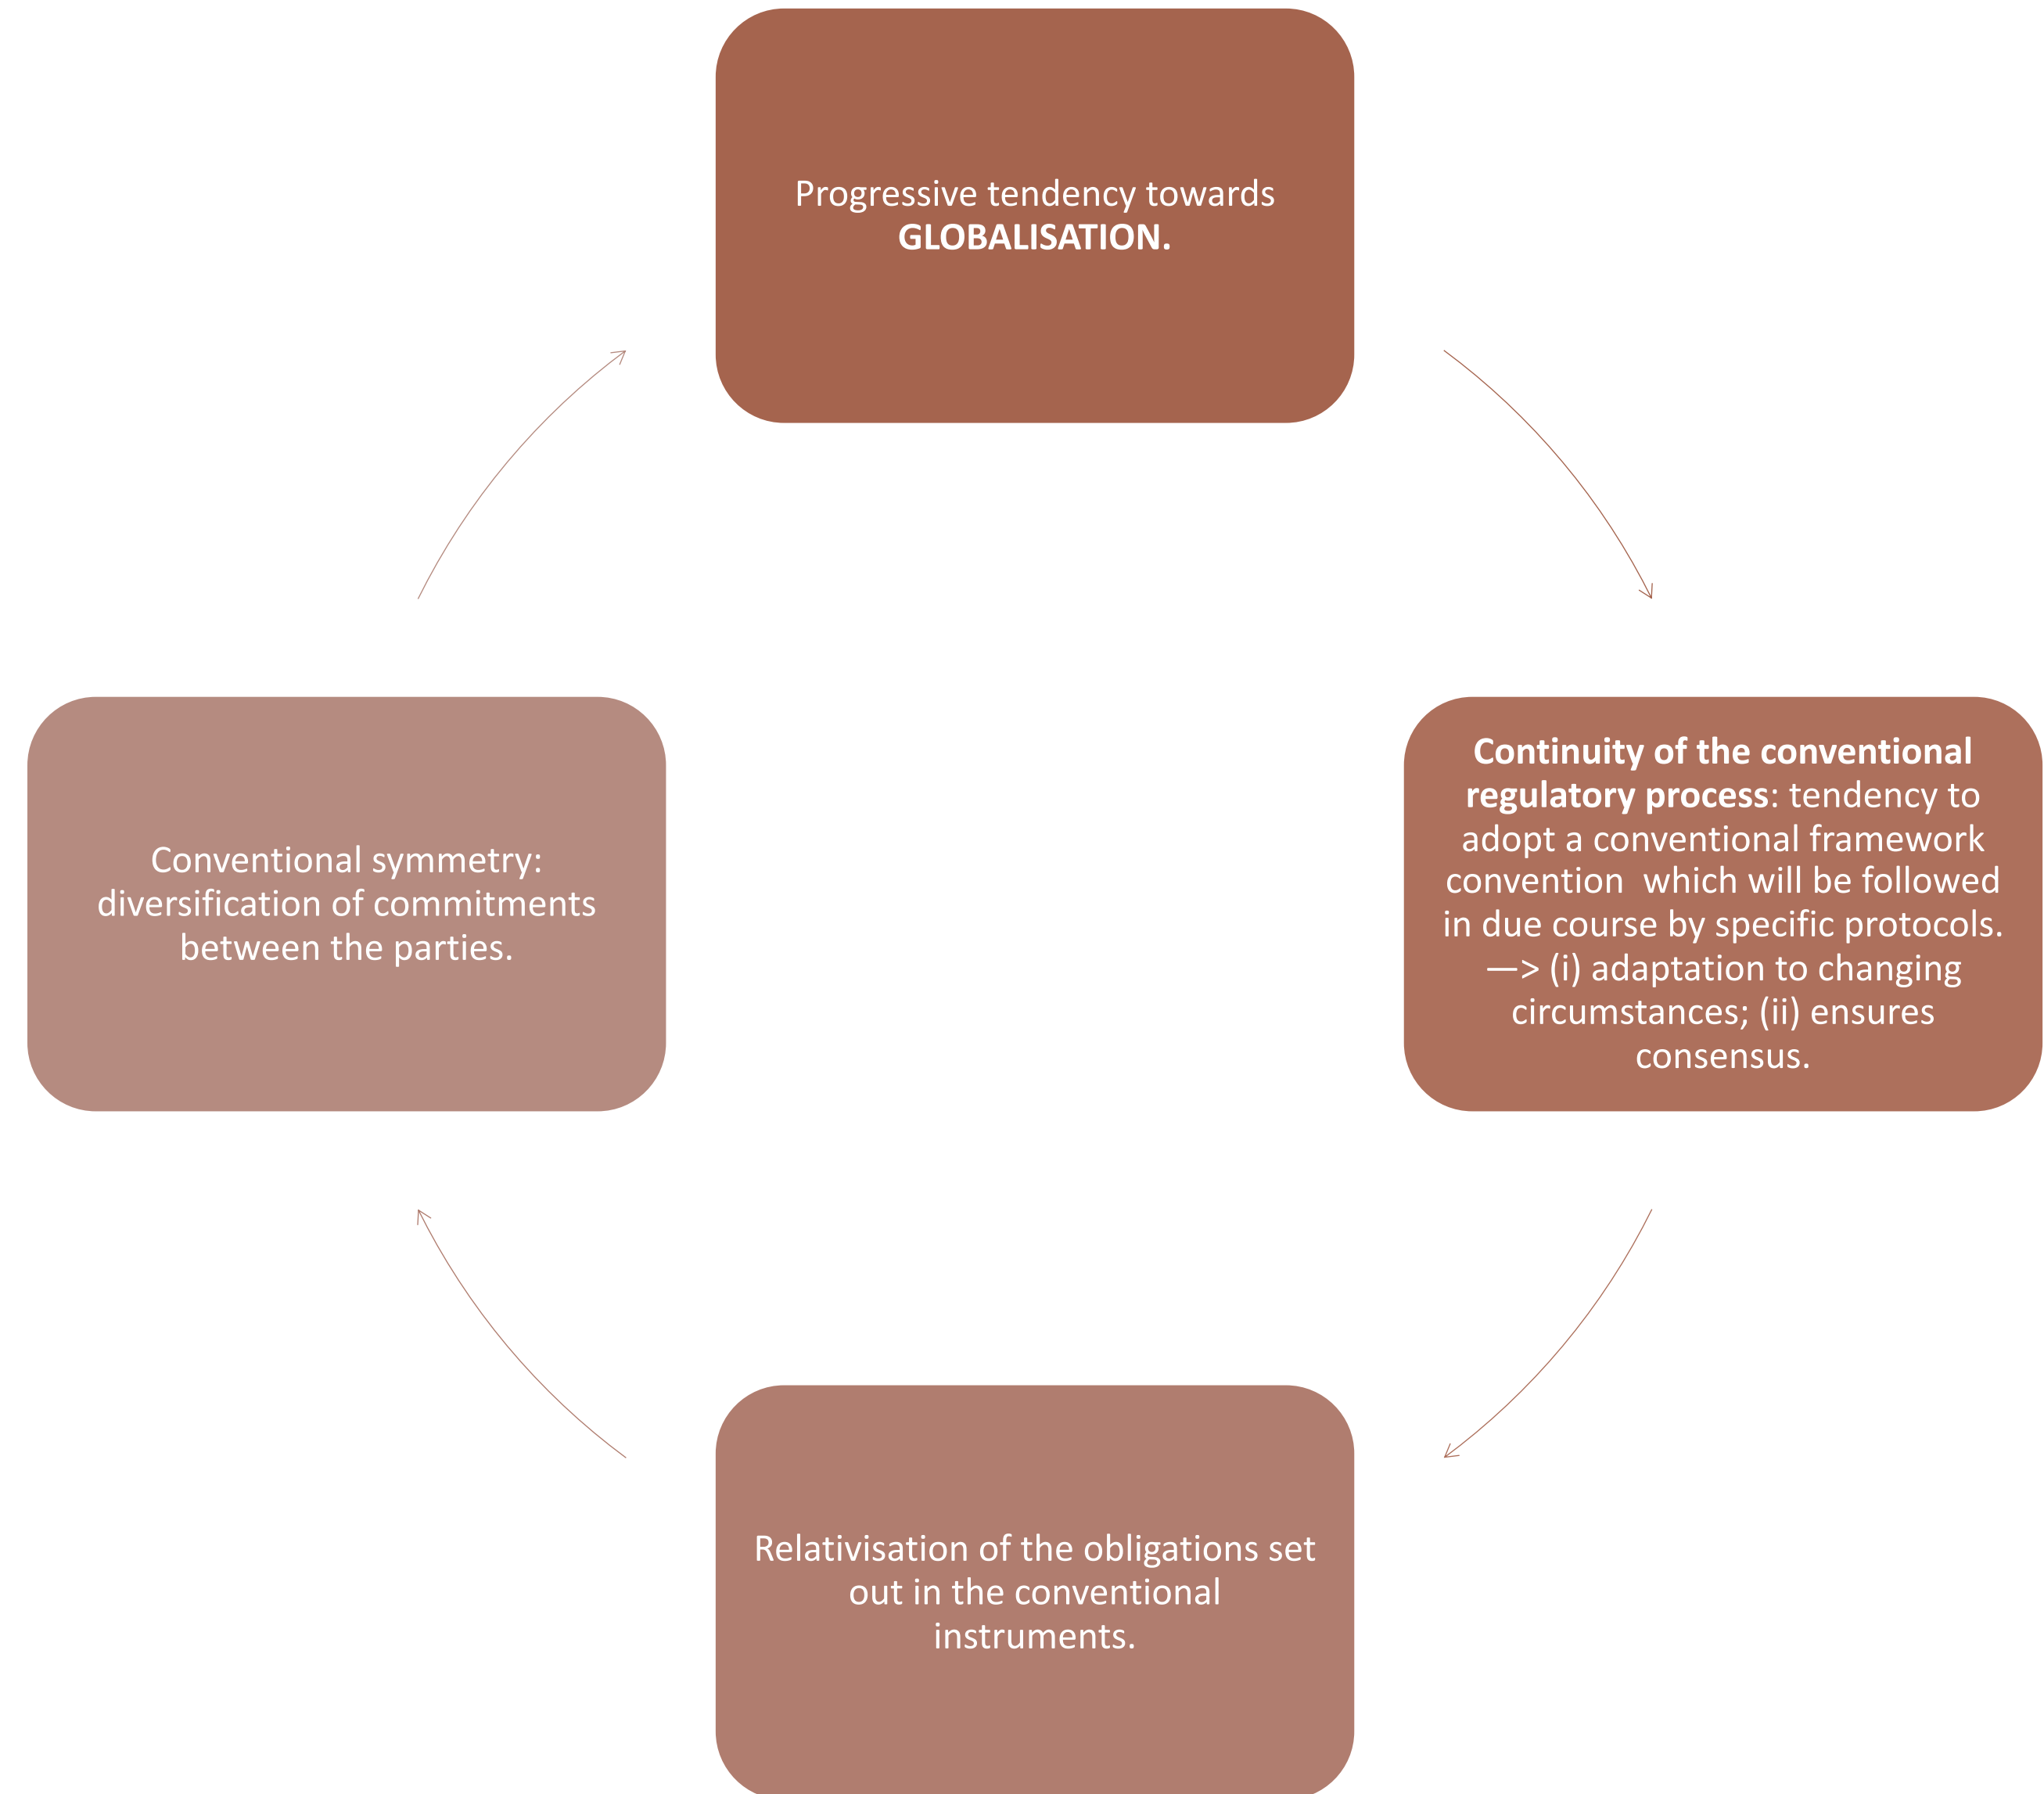 Progressive tendency towards
GLOBALISATION.
Continuity of the conventional
regulatory process: tendency to
adopt a conventional framework
convention  which will be followed
in due course by specific protocols.
—> (i) adaptation to changing
circumstances; (ii) ensures
consensus.
Relativisation of the obligations set
out in the conventional
instruments.
Conventional symmetry:
diversification of commitments
between the parties.